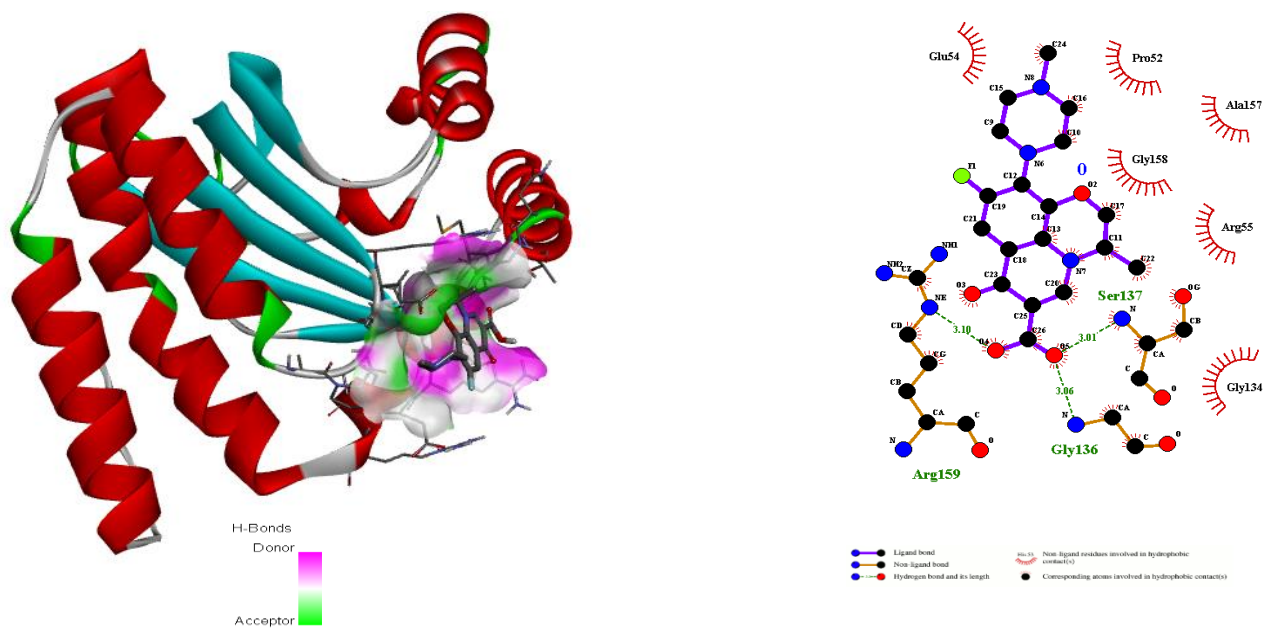 H-Bonds
Donor
Acceptor
C24
Glu54
Pro52
N8
C15
C16
Ala157
C9
C10
N6
Gly158
F1
C12
O
O2
C19
C14
C17
C21
C13
C11
Arg55
C18
N7
C22
NH1
NH2
CZ
C23
C20
Ser137
O3
OG
NE
C25
N
CB
3.10
3.01
CD
O4
C26
O5
CA
CG
C
Gly134
CB
3.06
O
CA
C
N
CA
O
N
O
C
Arg159
Gly136
Ligand bond
Non-ligand bond
Hydrogen bond and its length
His 53
Non-ligand residues involved in hydrophobic
contact(s)
Corresponding atoms involved in hydrophobic contact(s)